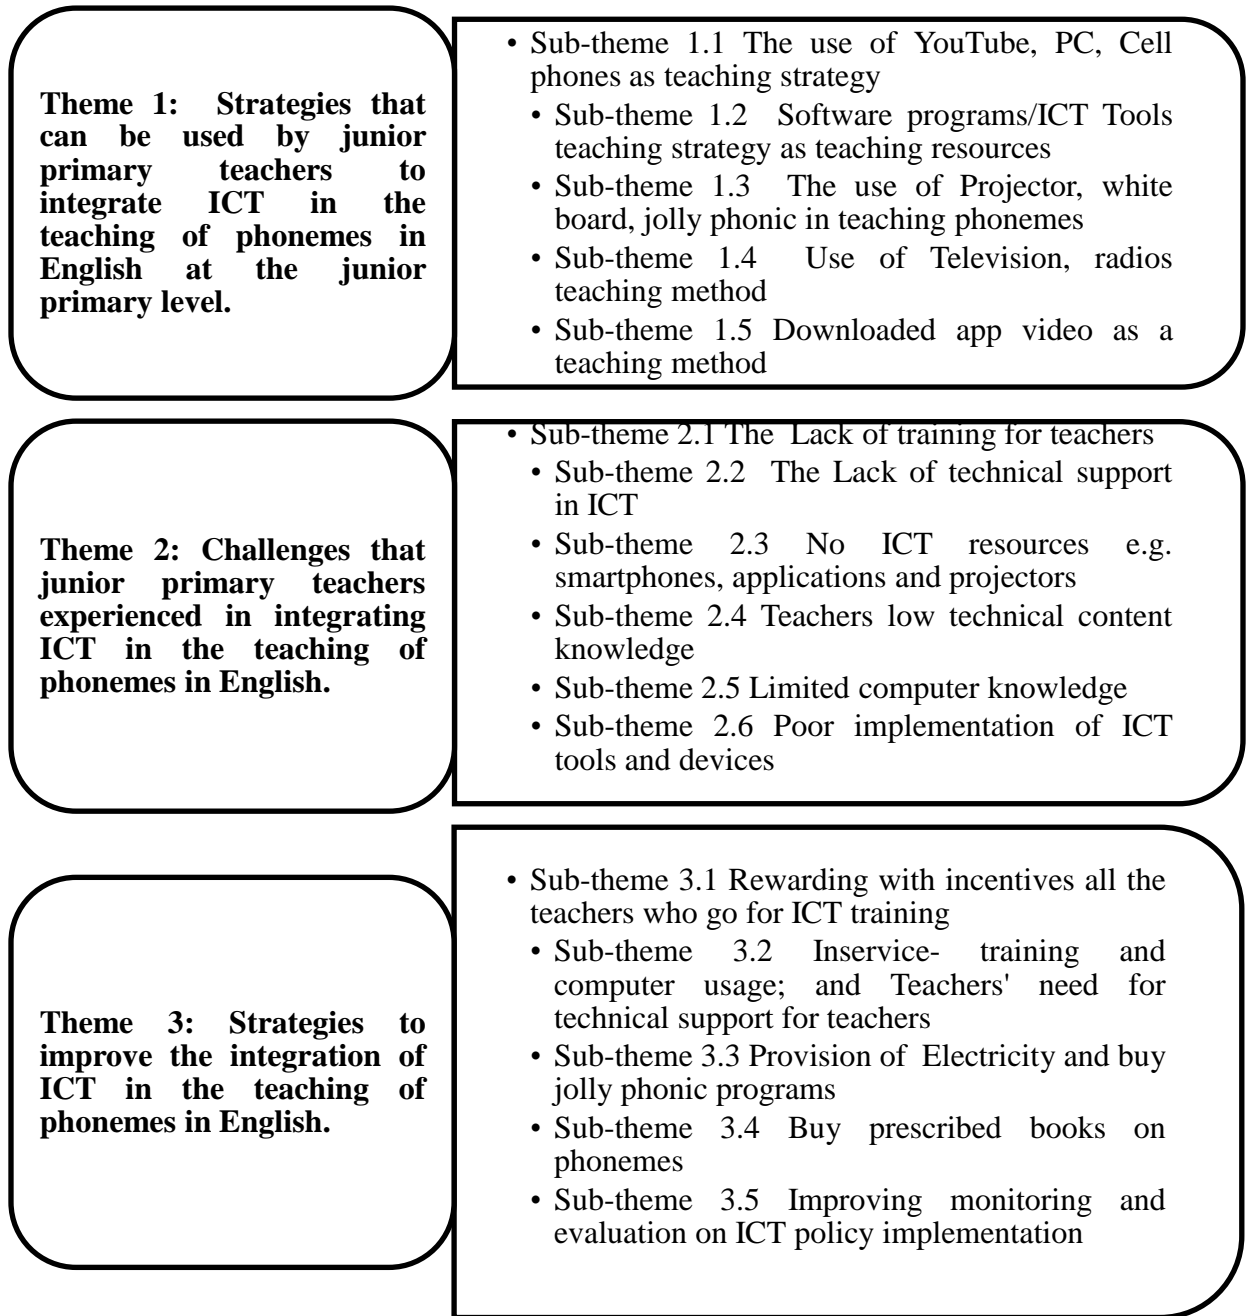 Theme 1: Strategies that
can be used by junior
primary teachers to
integrate ICT in the
teaching of phonemes in
English at the junior
primary level.
• Sub-theme 1.1 The use of YouTube, PC, Cell
phones as teaching strategy
• Sub-theme 1.2 Software programs/ICT Tools
teaching strategy as teaching resources
• Sub-theme 1.3 The use of Projector, white
board, jolly phonic in teaching phonemes
• Sub-theme 1.4 Use of Television, radios
teaching method
• Sub-theme 1.5 Downloaded app video as a
teaching method
Theme 2: Challenges that
junior primary teachers
experienced in integrating
ICT in the teaching of
phonemes in English.
• Sub-theme 2.1 The Lack of training for teachers
• Sub-theme 2.2 The Lack of technical support
in ICT
• Sub-theme 2.3 No ICT resources e.g.
smartphones, applications and projectors
• Sub-theme 2.4 Teachers low technical content
knowledge
• Sub-theme 2.5 Limited computer knowledge
• Sub-theme 2.6 Poor implementation of ICT
tools and devices
Theme 3: Strategies to
improve the integration of
ICT in the teaching of
phonemes in English.
• Sub-theme 3.1 Rewarding with incentives all the
teachers who go for ICT training
• Sub-theme 3.2 Inservice- training and
computer usage; and Teachers' need for
technical support for teachers
• Sub-theme 3.3 Provision of Electricity and buy
jolly phonic programs
• Sub-theme 3.4 Buy prescribed books on
phonemes
• Sub-theme 3.5 Improving monitoring and
evaluation on ICT policy implementation